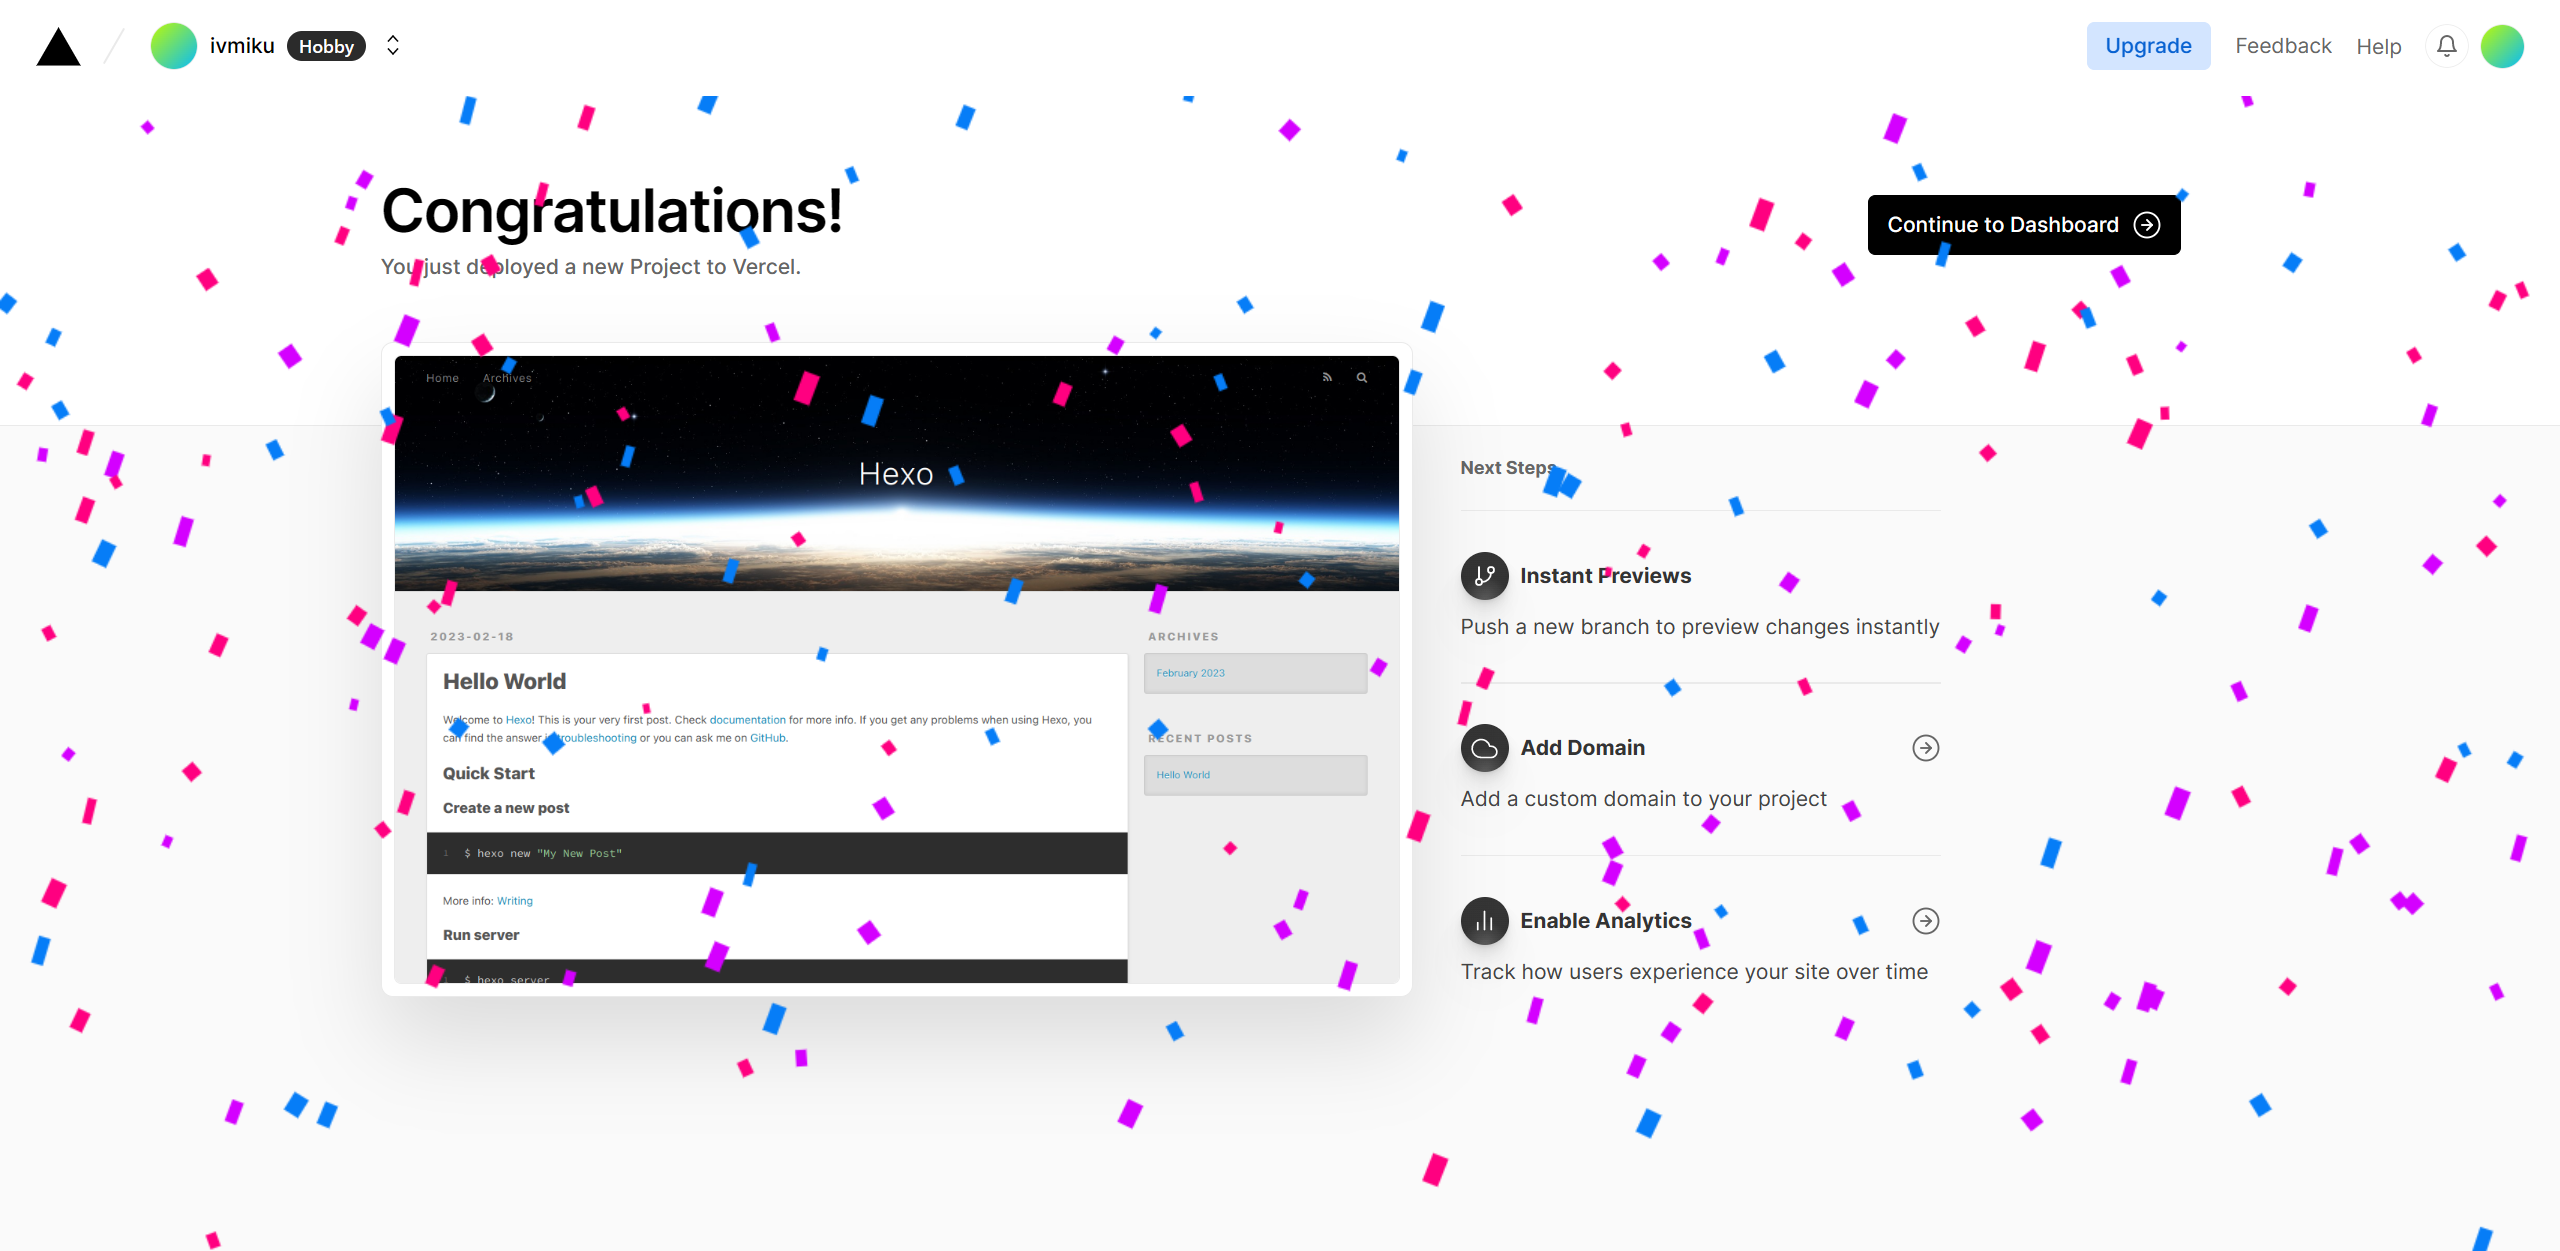 ivmiku Hobby
Upgrade Feedback Help
Congratulations!
You just deployed a new Project to Vercel.
Continue to Dashboard
Home Archives
Hexo
2023-02-18
Hello World
Welcome to Hexo! This is your very first post. Check documentation for more info. If you get any problems when using Hexo, you
can find the answer in troubleshooting or you can ask me on GitHub.
Quick Start
Create a new post
1 $ hexo new "My New Post"
More info: Writing
Run server
1 $ hexo server
ARCHIVES
February 2023
RECENT POSTS
Hello World
Next Steps
Instant Previews
Push a new branch to preview changes instantly
Add Domain
Add a custom domain to your project
Enable Analytics
Track how users experience your site over time